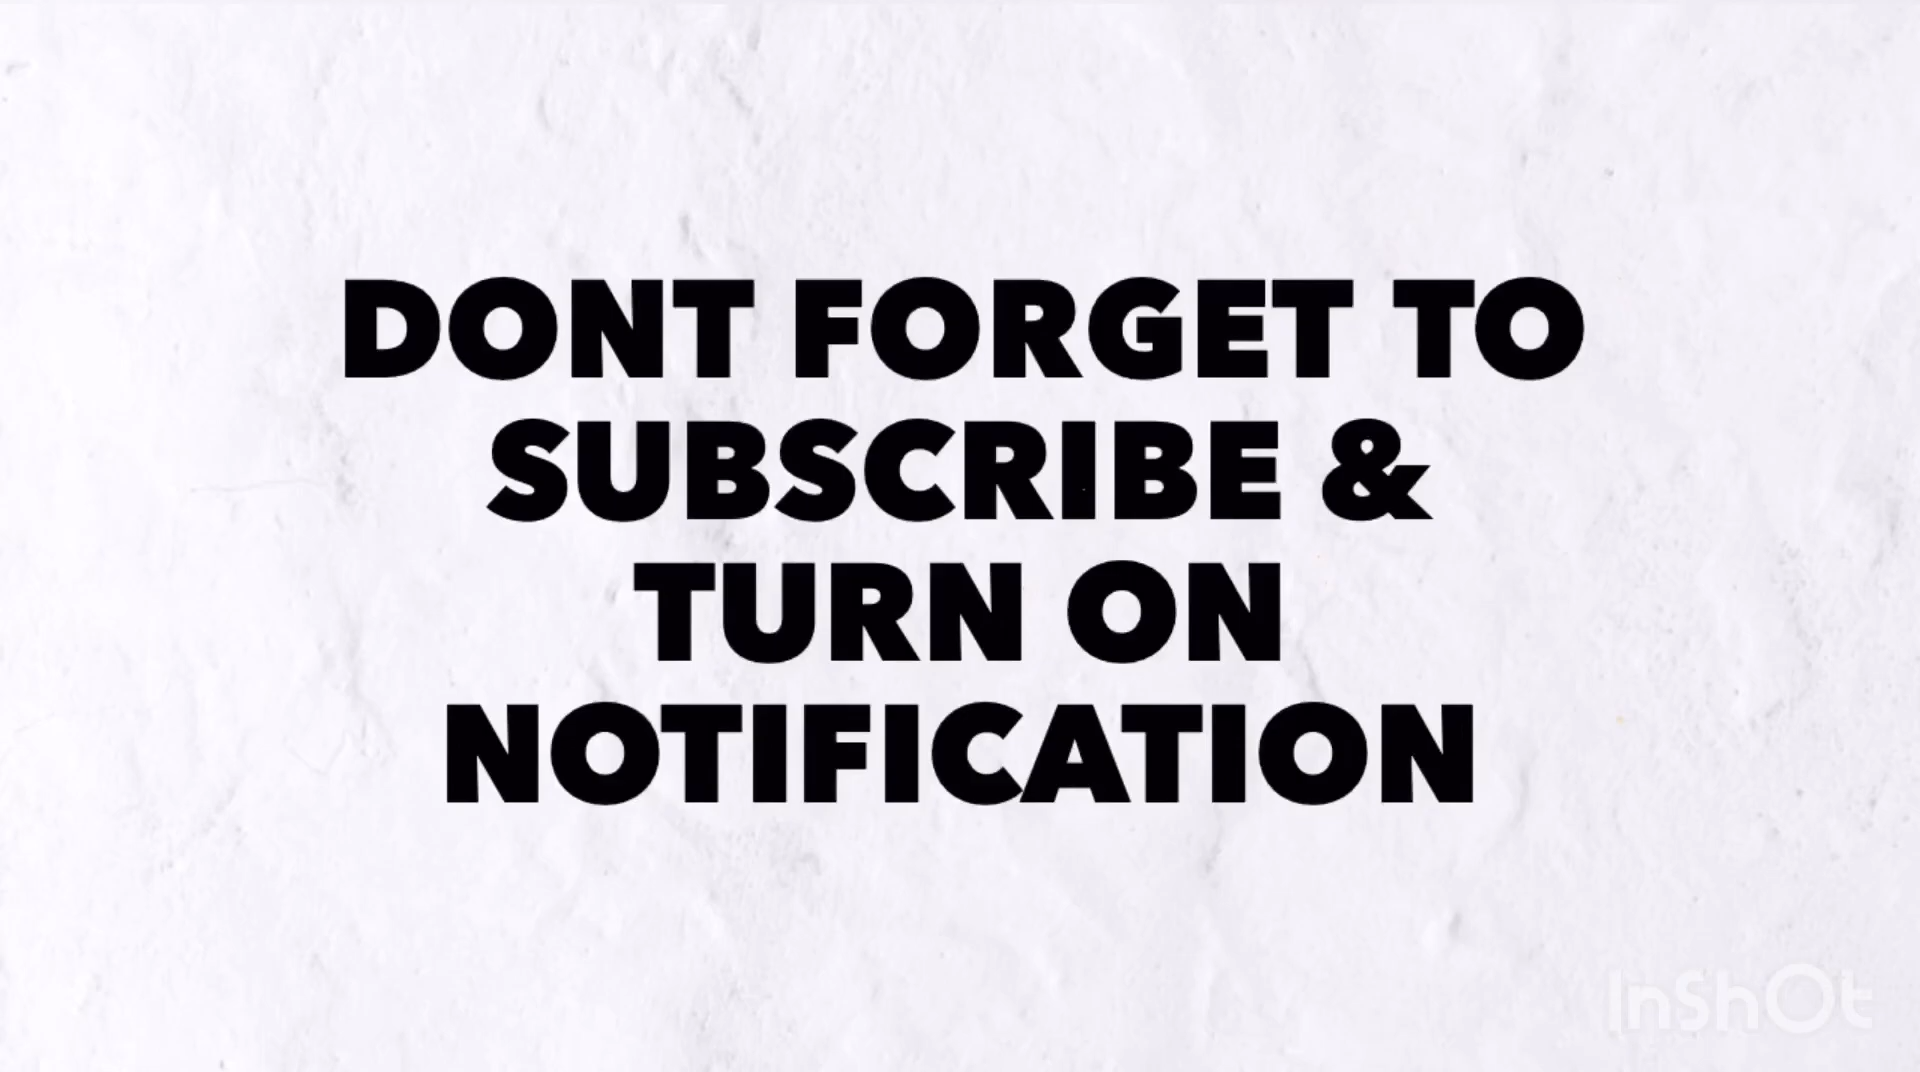 DONT FORGET TO
SUBSCRIBE &
TURN ON
NOTIFICATION
InShOt